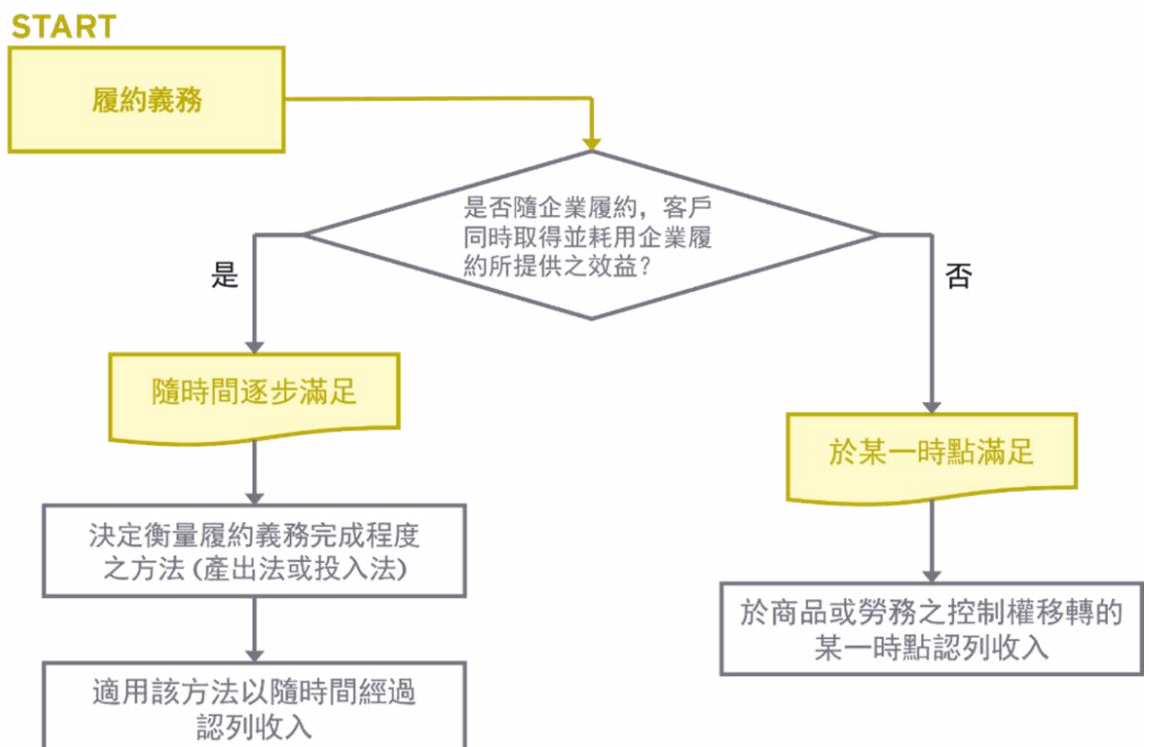 START
履約義務
是否隨企業履約，客戶
同時取得並耗用企業履
約所提供之效益？
是
否
隨時間逐步滿足
於某一時點滿足
決定衡量履約義務完成程度
之方法(產出法或投入法)
於商品或勞務之控制權移轉的
某一時點認列收入
適用該方法以隨時間經過
認列收入